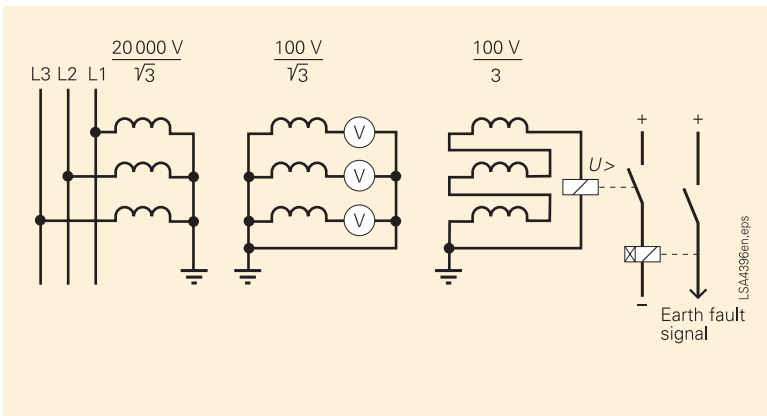 20 000 V
√3
100 V
√3
100 V
3
L3 L2 L1
V
V
V
U>
+
+
–
Earth fault
signal
LSA4396en.eps